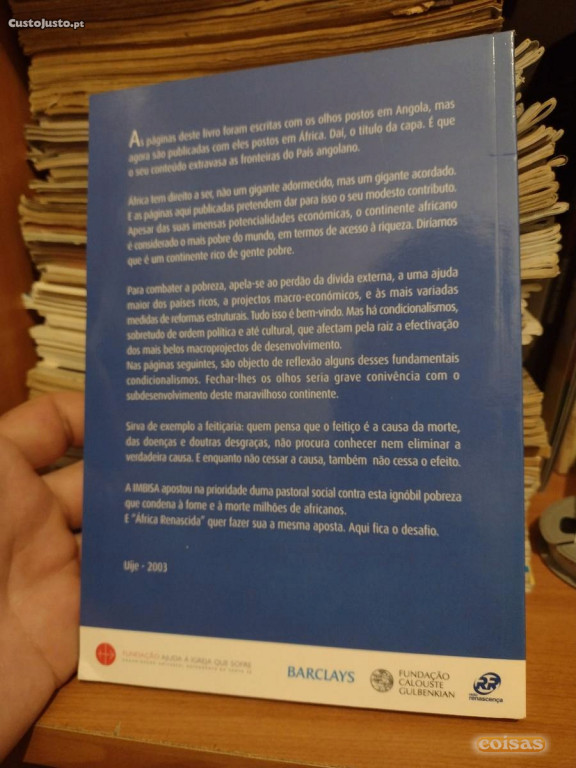 CustoJusto.pt
As páginas deste livro foram escritas com os olhos postos em Angola, mas
agora são publicadas com eles postos em África. Daí, o título da capa. É que
o seu conteúdo extravasa as fronteiras do País angolano.
África tem direito a ser, não um gigante adormecido, mas um gigante acordado.
E as páginas aqui publicadas pretendem dar para isso o seu modesto contributo.
Apesar das suas imensas potencialidades económicas, o continente africano
é considerado o mais pobre do mundo, em termos de acesso à riqueza. Diríamos
que é um continente rico de gente pobre.
Para combater a pobreza, apela-se ao perdão da dívida externa, a uma ajuda
maior dos países ricos, a projectos macro-económicos, e às mais variadas
medidas de reformas estruturais. Tudo isso é bem-vindo. Mas há condicionalismos,
sobretudo de ordem política e até cultural, que afectam pela raiz a efectivação
dos mais belos macroprojectos de desenvolvimento.
Nas páginas seguintes, são objecto de reflexão alguns desses fundamentais
condicionalismos. Fechar-lhes os olhos seria grave conivência com o
subdesenvolvimento deste maravilhoso continente.
Sirva de exemplo a feitiçaria: quem pensa que o feitiço é a causa da morte,
das doenças e doutras desgraças, não procura conhecer nem eliminar a
verdadeira causa. E enquanto não cessar a causa, também não cessa o efeito.
A IMBISA apostou na prioridade duma pastoral social contra esta ignóbil pobreza
que condena à fome e à morte milhões de africanos.
E "África Renascida" quer fazer sua a mesma aposta. Aqui fica o desafio.
Uije - 2003
FUNDAÇÃO AJUDA À IGREJA QUE SOFRE
BARCLAYS
FUNDAÇÃO
CALOUSTE
GULBENKIAN
renascença
coisas